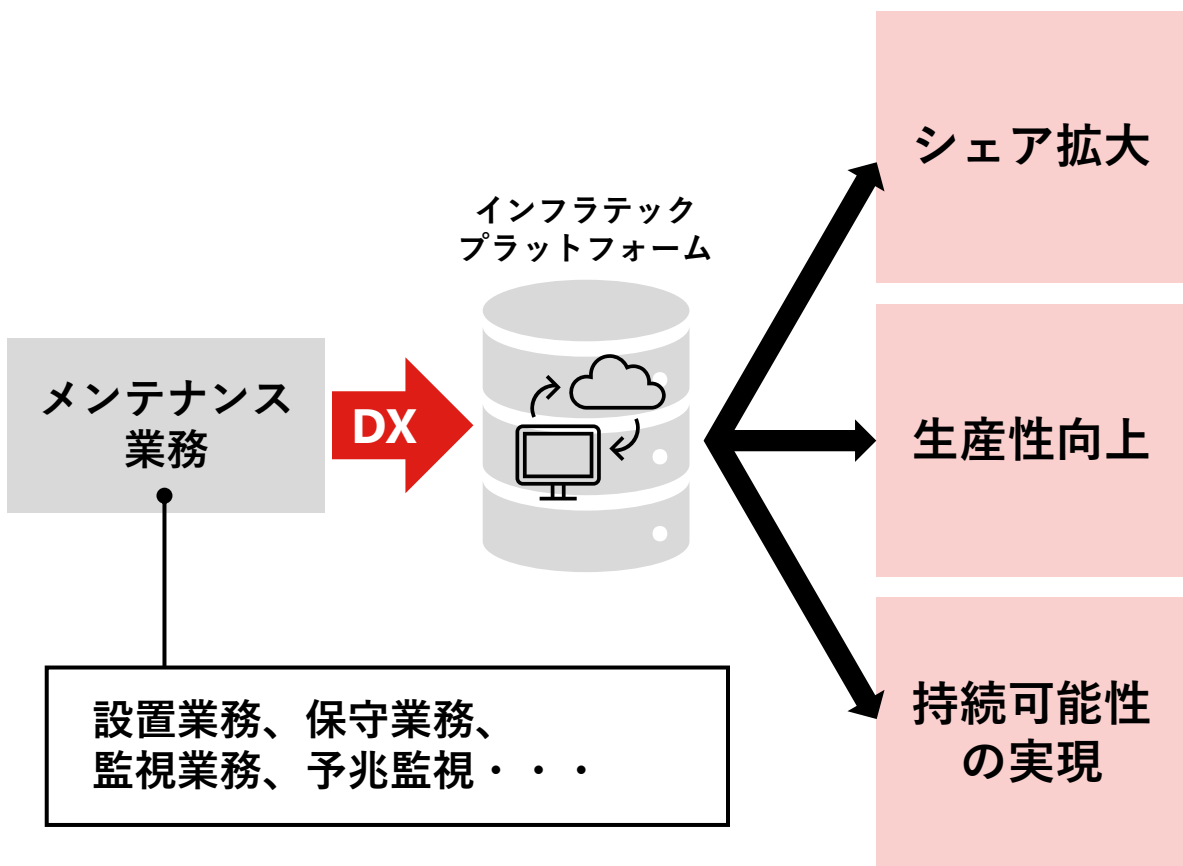 シェア拡大
インフラテック
プラットフォーム
メンテナンス
業務
DX
生産性向上
設置業務、保守業務、
監視業務、予兆監視・・・
持続可能性
の実現